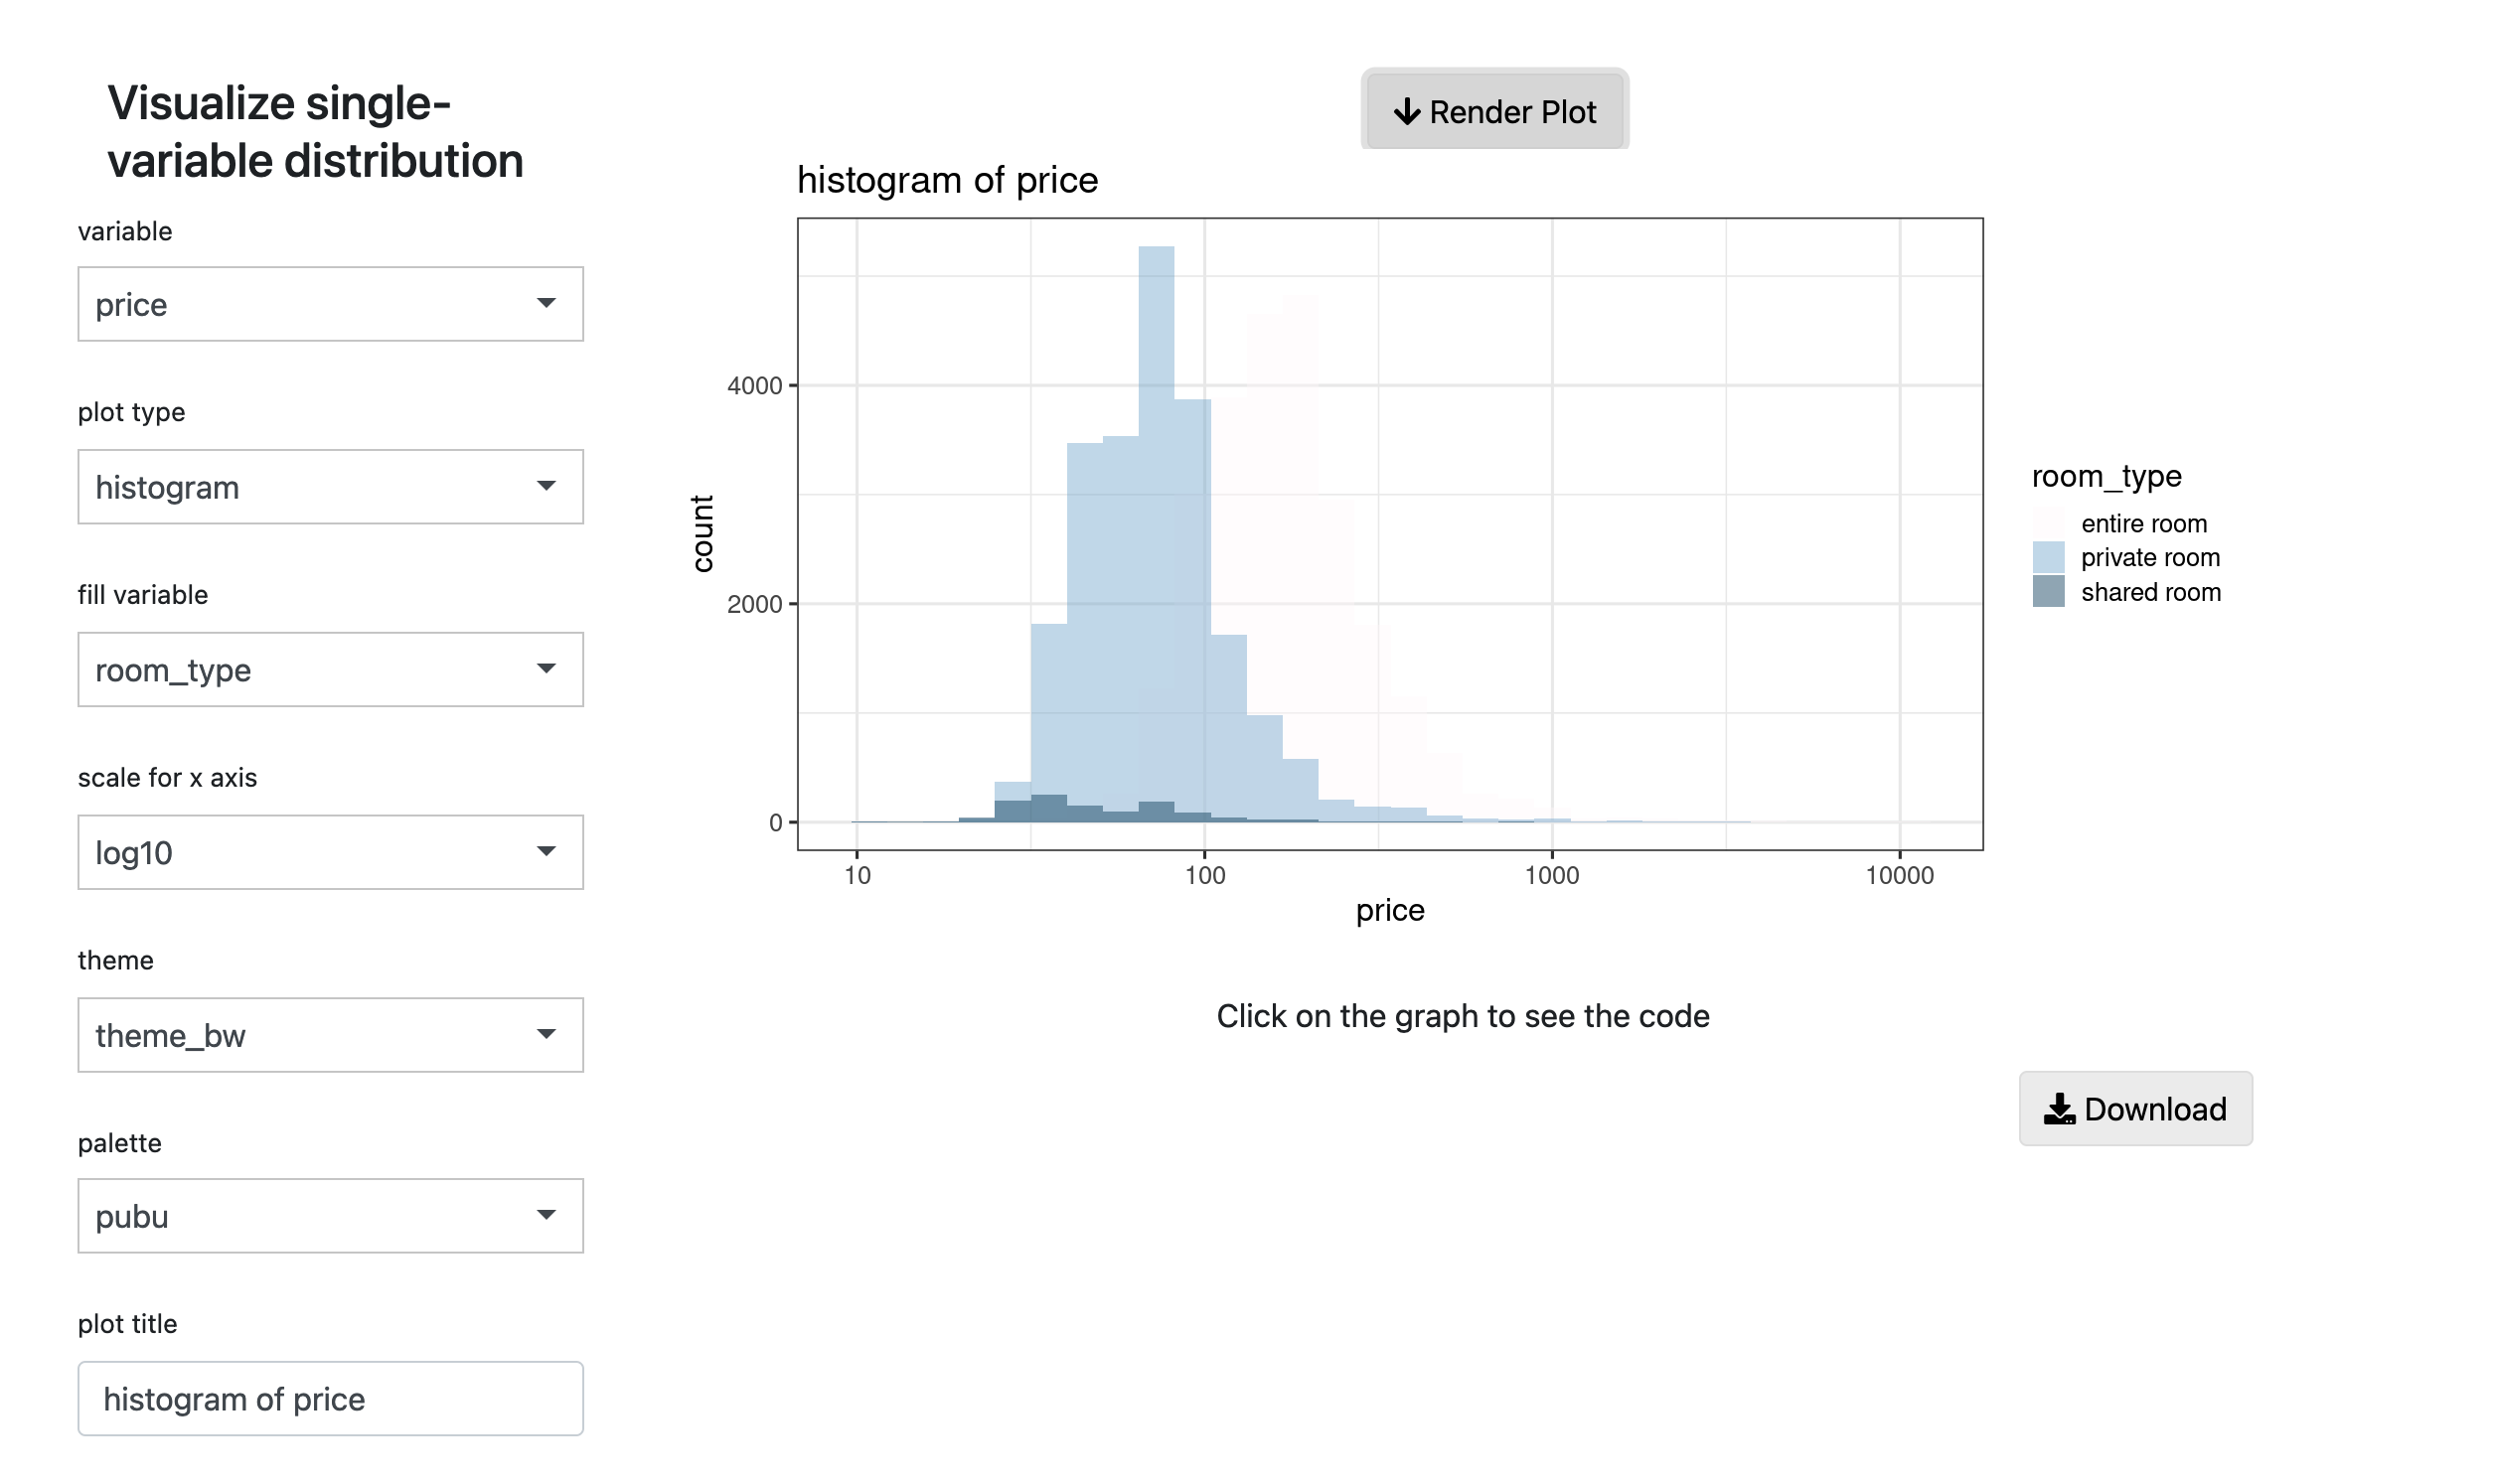 Visualize single-
variable distribution
variable
price
plot type
histogram
fill variable
room_type
scale for x axis
log10
theme
theme_bw
palette
pubu
plot title
histogram of price
Render Plot
histogram of price
count
4000
2000
0
10
100
1000
10000
price
room_type
entire room
private room
shared room
Click on the graph to see the code
Download